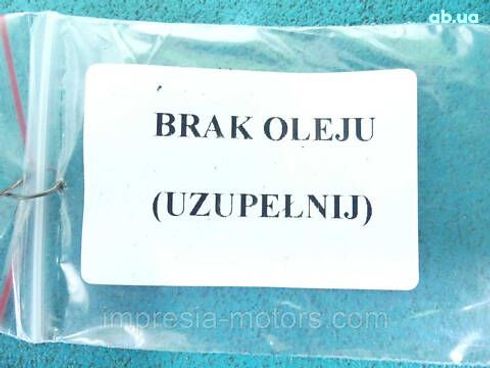 ab.ua
BRAK OLEJU
(UZUPEŁNIJ)
impresia-motors.com